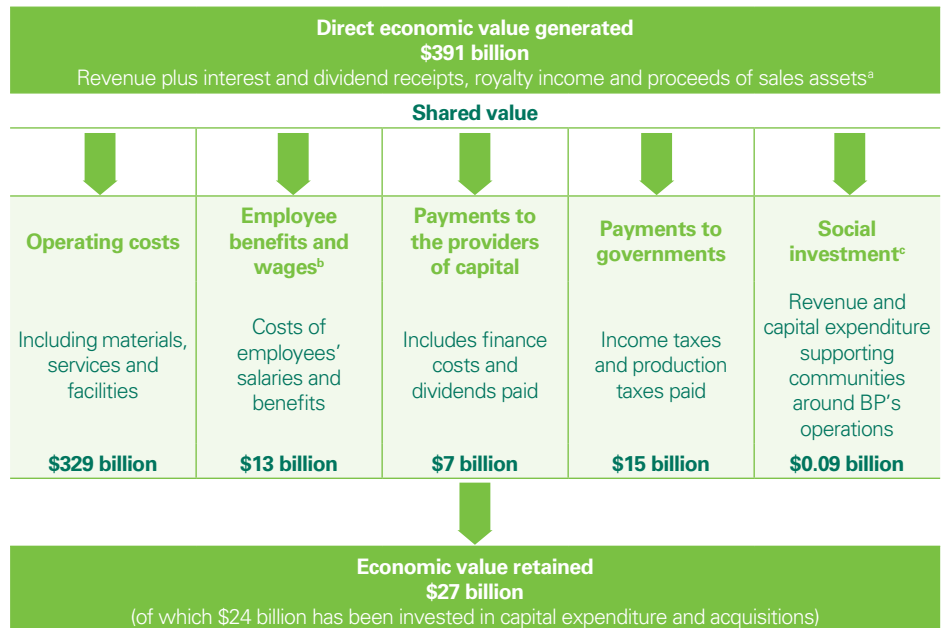 Direct economic value generated
$391 billion
Revenue plus interest and dividend receipts, royalty income and proceeds of sales assetsᵃ
Shared value
Operating costs
Including materials,
services and
facilities
$329 billion
Employee
benefits and
wagesᵇ
Costs of
employees’
salaries and
benefits
$13 billion
Payments to
the providers
of capital
Includes finance
costs and
dividends paid
$7 billion
Payments to
governments
Income taxes
and production
taxes paid
$15 billion
Social
investmentᶜ
Revenue and
capital expenditure
supporting
communities
around BP’s
operations
$0.09 billion
Economic value retained
$27 billion
(of which $24 billion has been invested in capital expenditure and acquisitions)